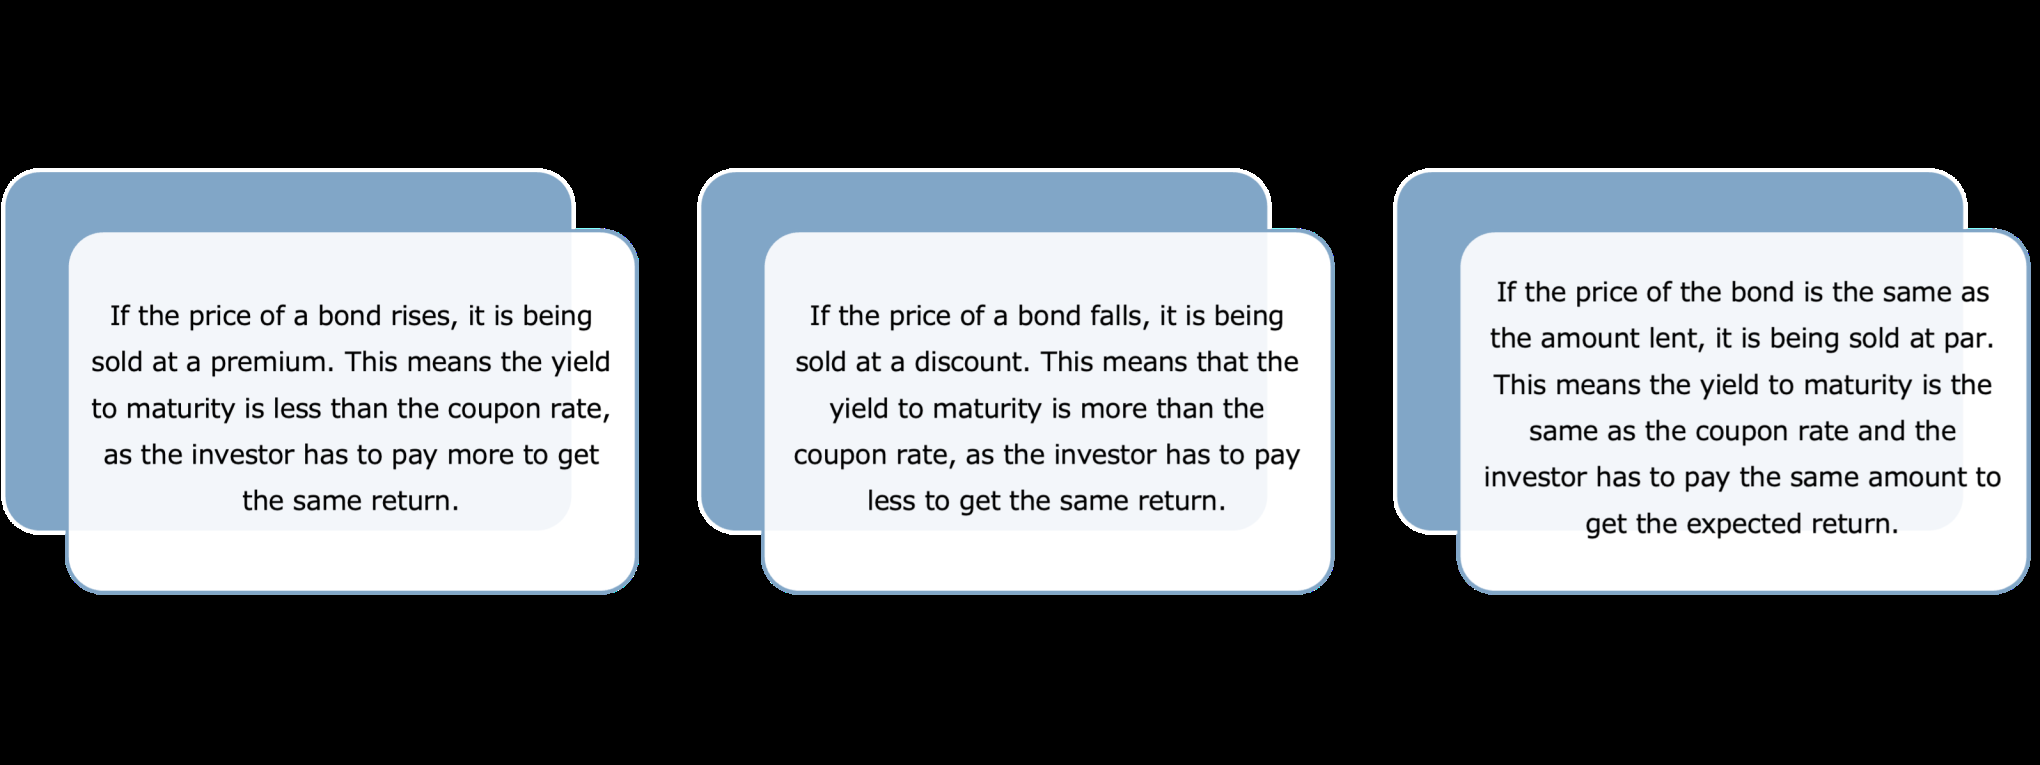 If the price of a bond rises, it is being
sold at a premium. This means the yield
to maturity is less than the coupon rate,
as the investor has to pay more to get
the same return.
If the price of a bond falls, it is being
sold at a discount. This means that the
yield to maturity is more than the
coupon rate, as the investor has to pay
less to get the same return.
If the price of the bond is the same as
the amount lent, it is being sold at par.
This means the yield to maturity is the
same as the coupon rate and the
investor has to pay the same amount to
get the expected return.